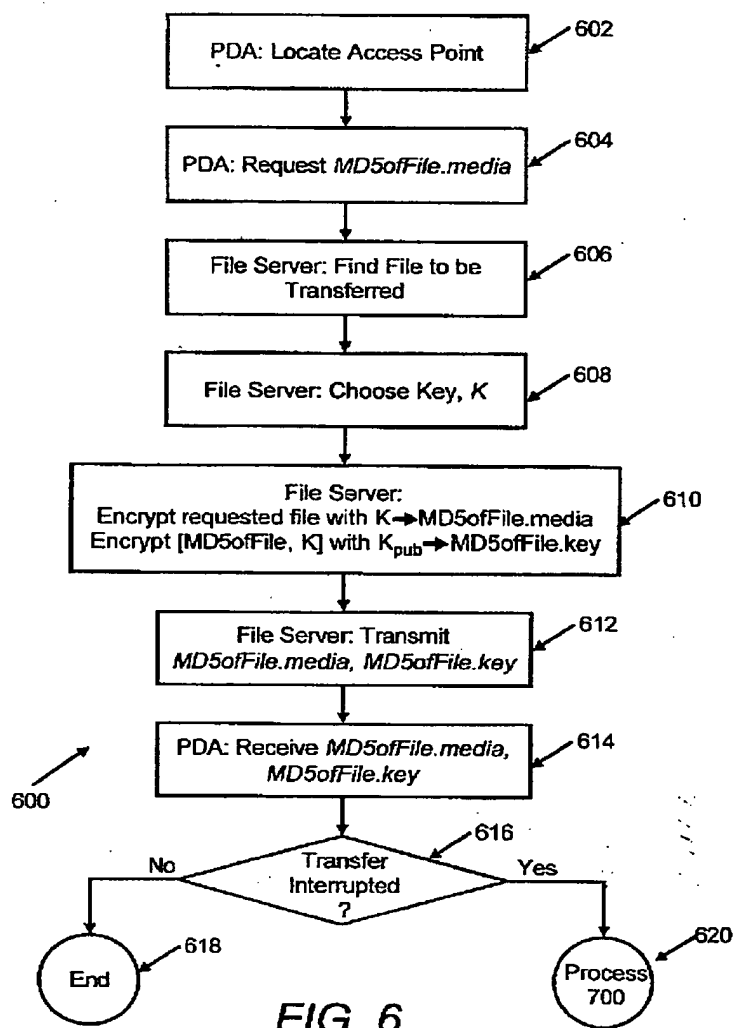 PDA: Locate Access Point
602
PDA: Request MD5ofFile.media
604
File Server: Find File to be
Transferred
606
File Server: Choose Key, K
608
File Server:
Encrypt requested file with K→MD5ofFile.media
Encrypt [MD5ofFile, K] with Kpub→MD5ofFile.key
610
File Server: Transmit
MD5ofFile.media, MD5ofFile.key
612
PDA: Receive MD5ofFile.media,
MD5ofFile.key
614
600
616
No
Transfer
Interrupted
?
Yes
End
618
Process
700
620
FIG. 6